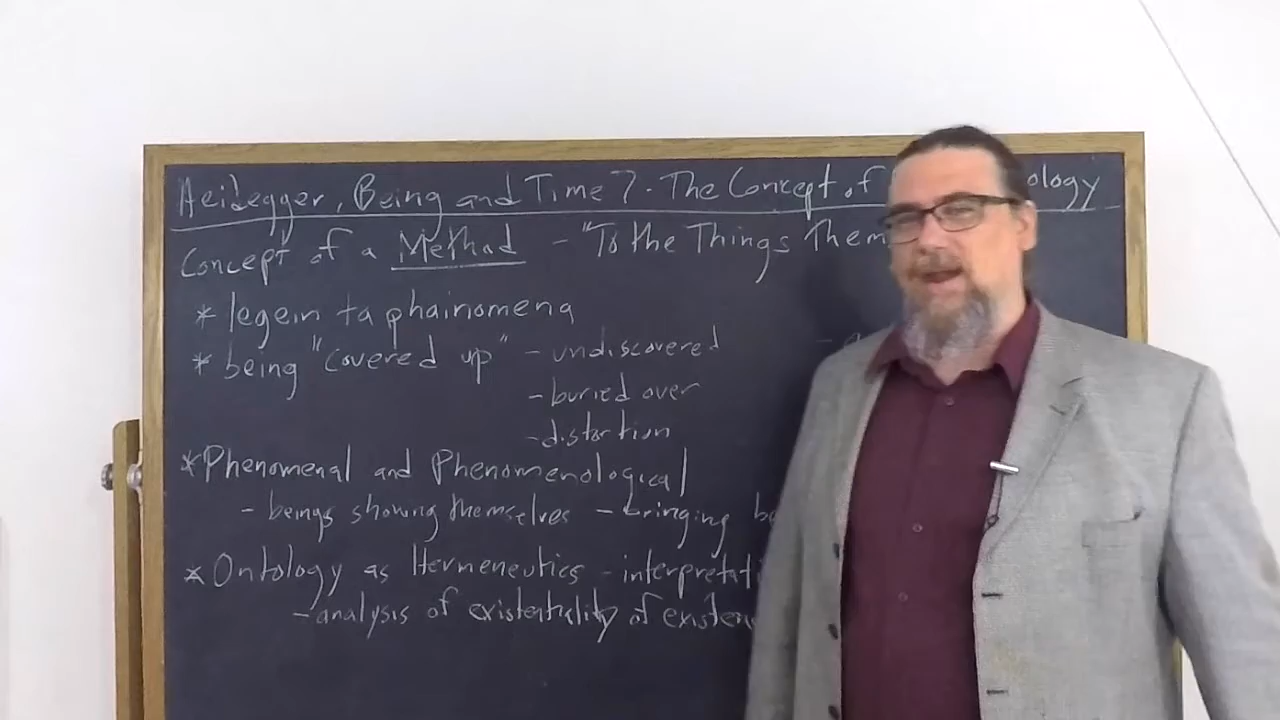 Heidegger, Being and Time 7. The Concept of ology
Concept of a Method - "To the Things Them
* legein ta phainomena
* being "covered up" - undiscovered
- buried over
- distortion
* Phenomenal and Phenomenological
- beings showing themselves - bringing be
* Ontology as Hermeneutics - interpretati
- analysis of existentiality of existen